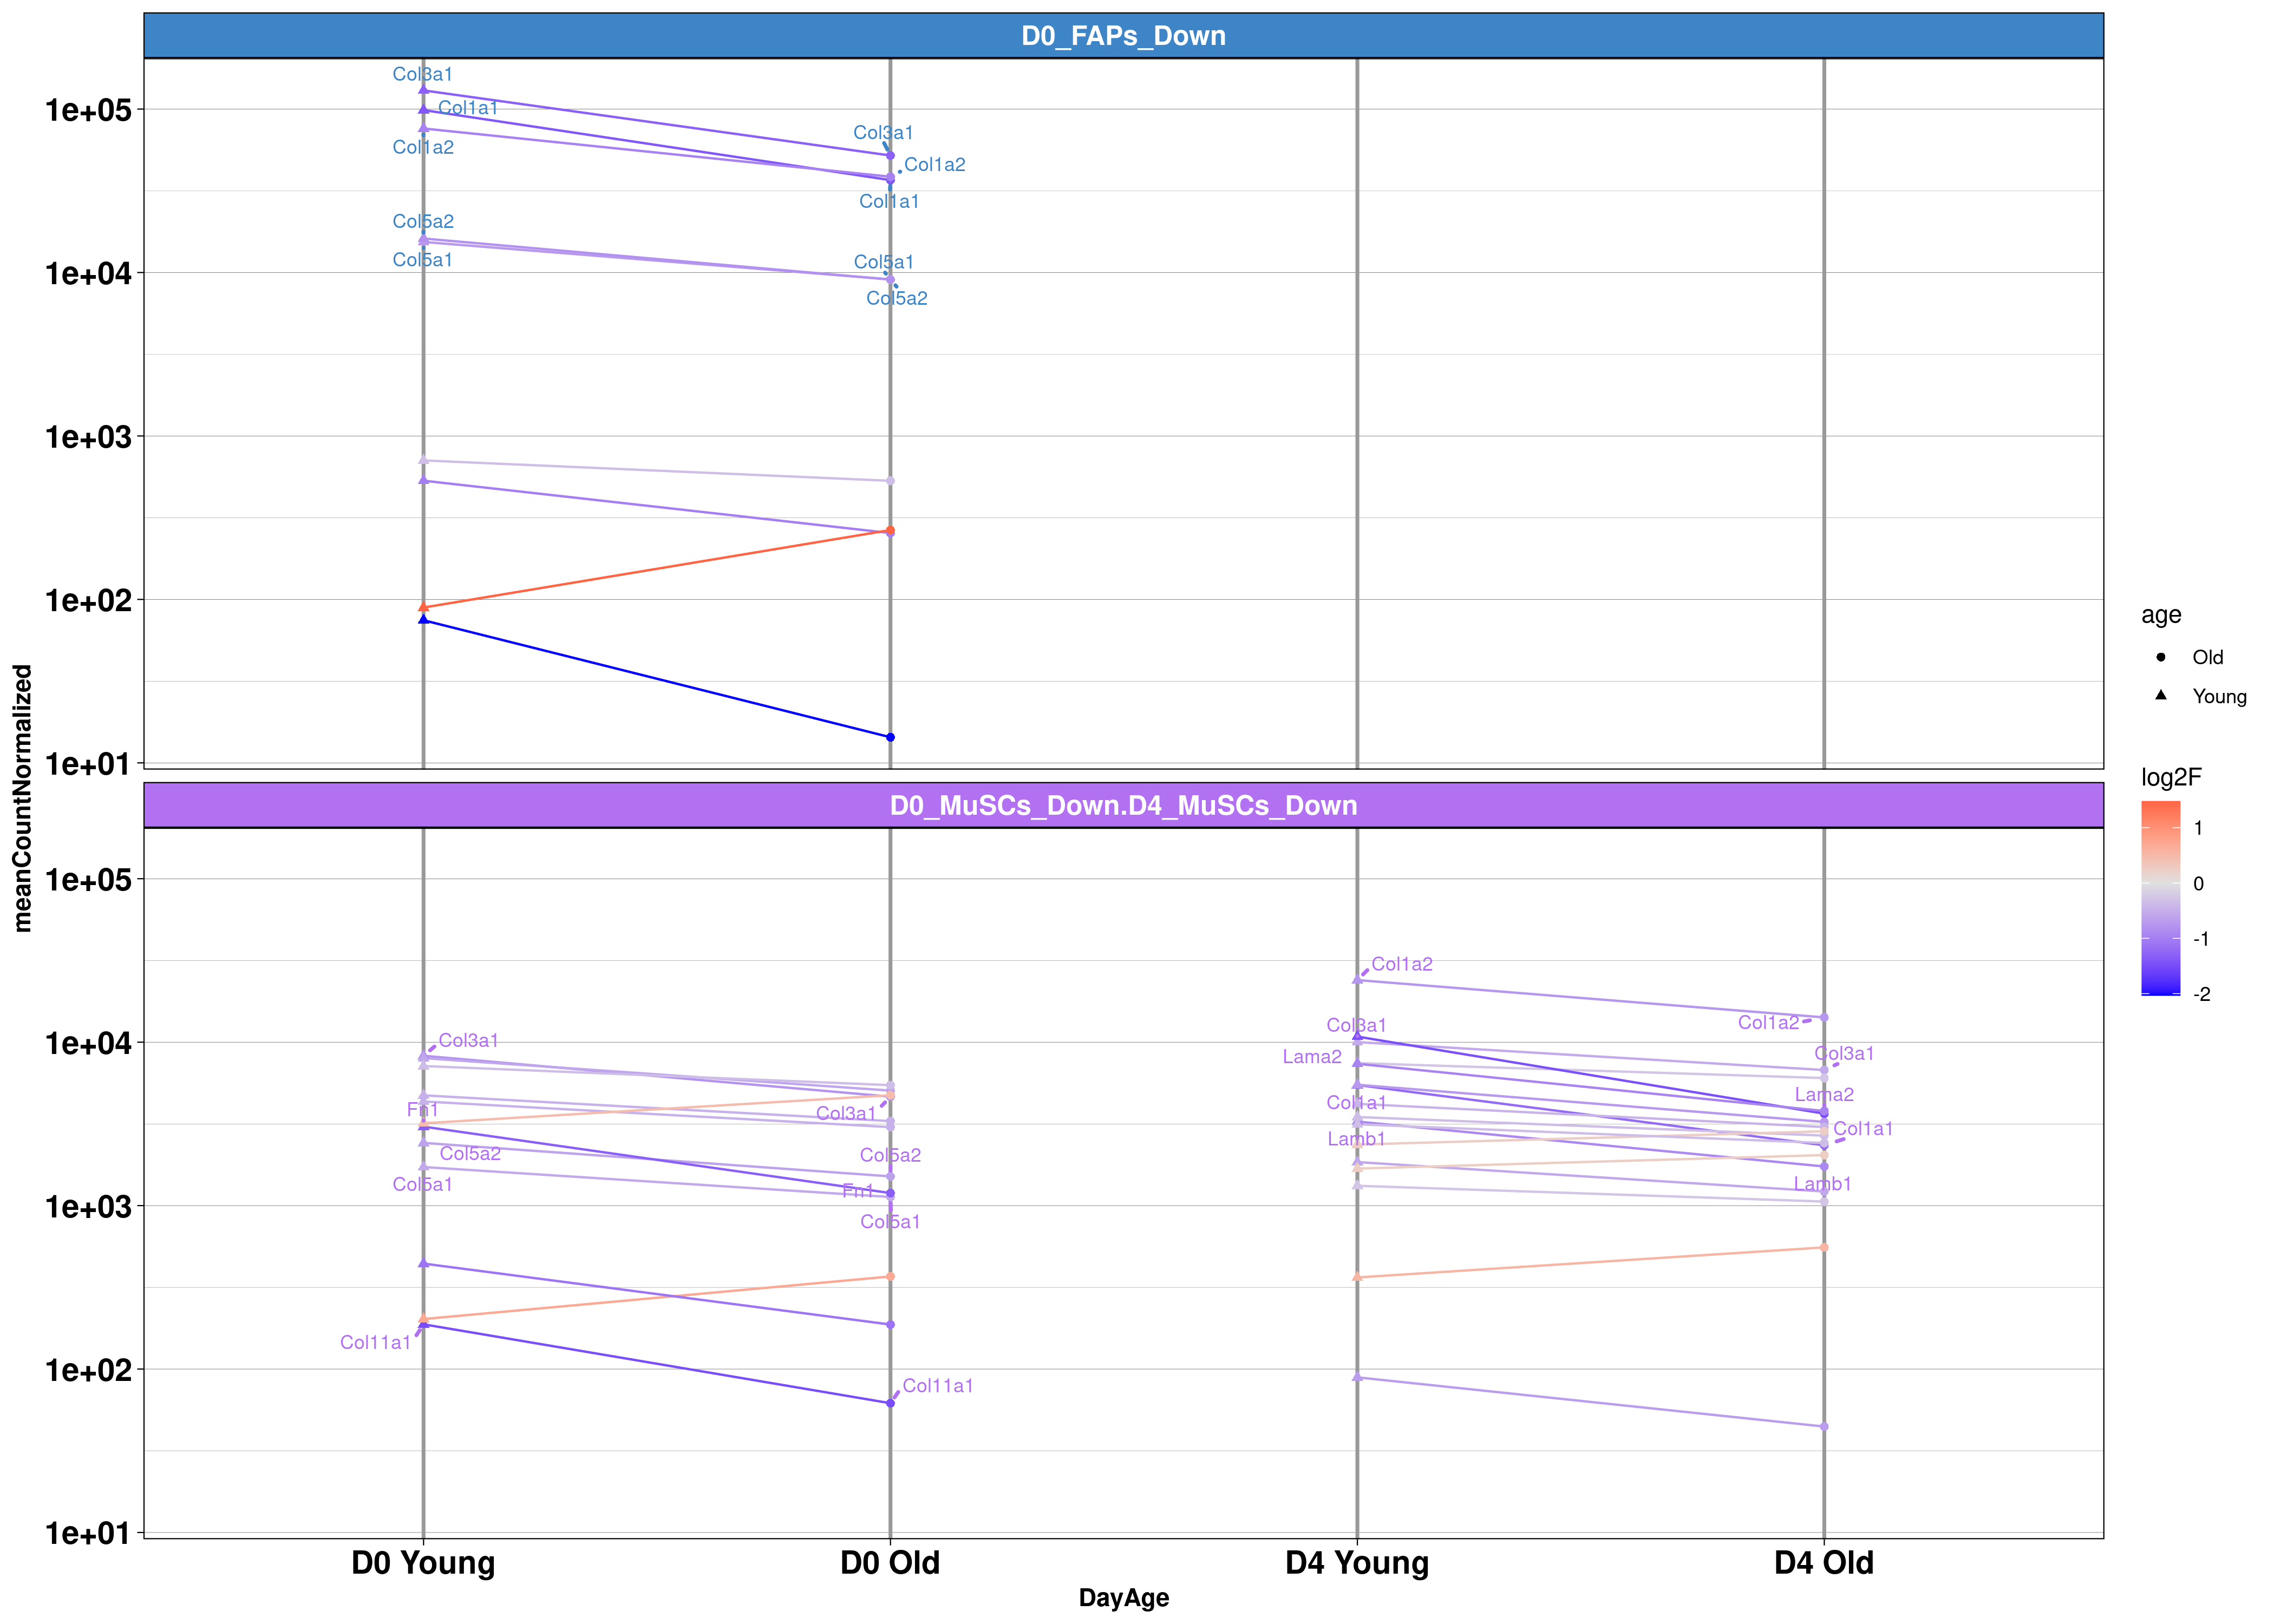 D0_FAPs_Down
1e+05
1e+04
1e+03
1e+02
1e+01
Col3a1
Col1a1
Col1a2
Col5a2
Col5a1
Col3a1
Col1a2
Col1a1
Col5a1
Col5a2
D0_MuSCs_Down.D4_MuSCs_Down
1e+05
1e+04
1e+03
1e+02
1e+01
Col3a1
Fn1
Col5a2
Col5a1
Col11a1
Col3a1
Col5a2
Fn1
Col5a1
Col11a1
Col1a2
Col3a1
Lama2
Col1a1
Lamb1
Col1a2
Col3a1
Lama2
Col1a1
Lamb1
D0 Young
D0 Old
D4 Young
D4 Old
DayAge
meanCountNormalized
age
Old
Young
log2F
1
0
-1
-2